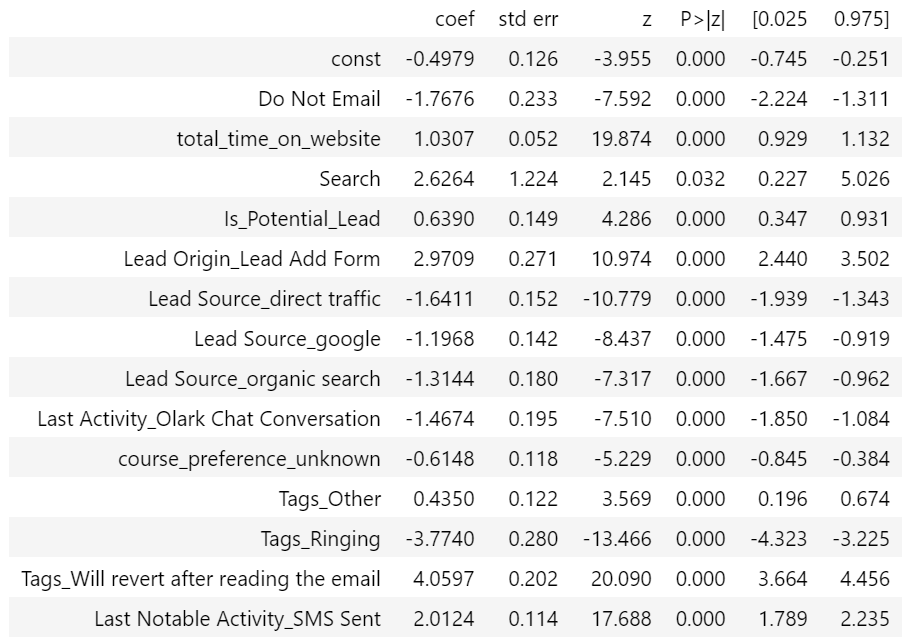 coef std err z P>|z| [0.025 0.975]
const -0.4979 0.126 -3.955 0.000 -0.745 -0.251
Do Not Email -1.7676 0.233 -7.592 0.000 -2.224 -1.311
total_time_on_website 1.0307 0.052 19.874 0.000 0.929 1.132
Search 2.6264 1.224 2.145 0.032 0.227 5.026
Is_Potential_Lead 0.6390 0.149 4.286 0.000 0.347 0.931
Lead Origin_Lead Add Form 2.9709 0.271 10.974 0.000 2.440 3.502
Lead Source_direct traffic -1.6411 0.152 -10.779 0.000 -1.939 -1.343
Lead Source_google -1.1968 0.142 -8.437 0.000 -1.475 -0.919
Lead Source_organic search -1.3144 0.180 -7.317 0.000 -1.667 -0.962
Last Activity_Olark Chat Conversation -1.4674 0.195 -7.510 0.000 -1.850 -1.084
course_preference_unknown -0.6148 0.118 -5.229 0.000 -0.845 -0.384
Tags_Other 0.4350 0.122 3.569 0.000 0.196 0.674
Tags_Ringing -3.7740 0.280 -13.466 0.000 -4.323 -3.225
Tags_Will revert after reading the email 4.0597 0.202 20.090 0.000 3.664 4.456
Last Notable Activity_SMS Sent 2.0124 0.114 17.688 0.000 1.789 2.235